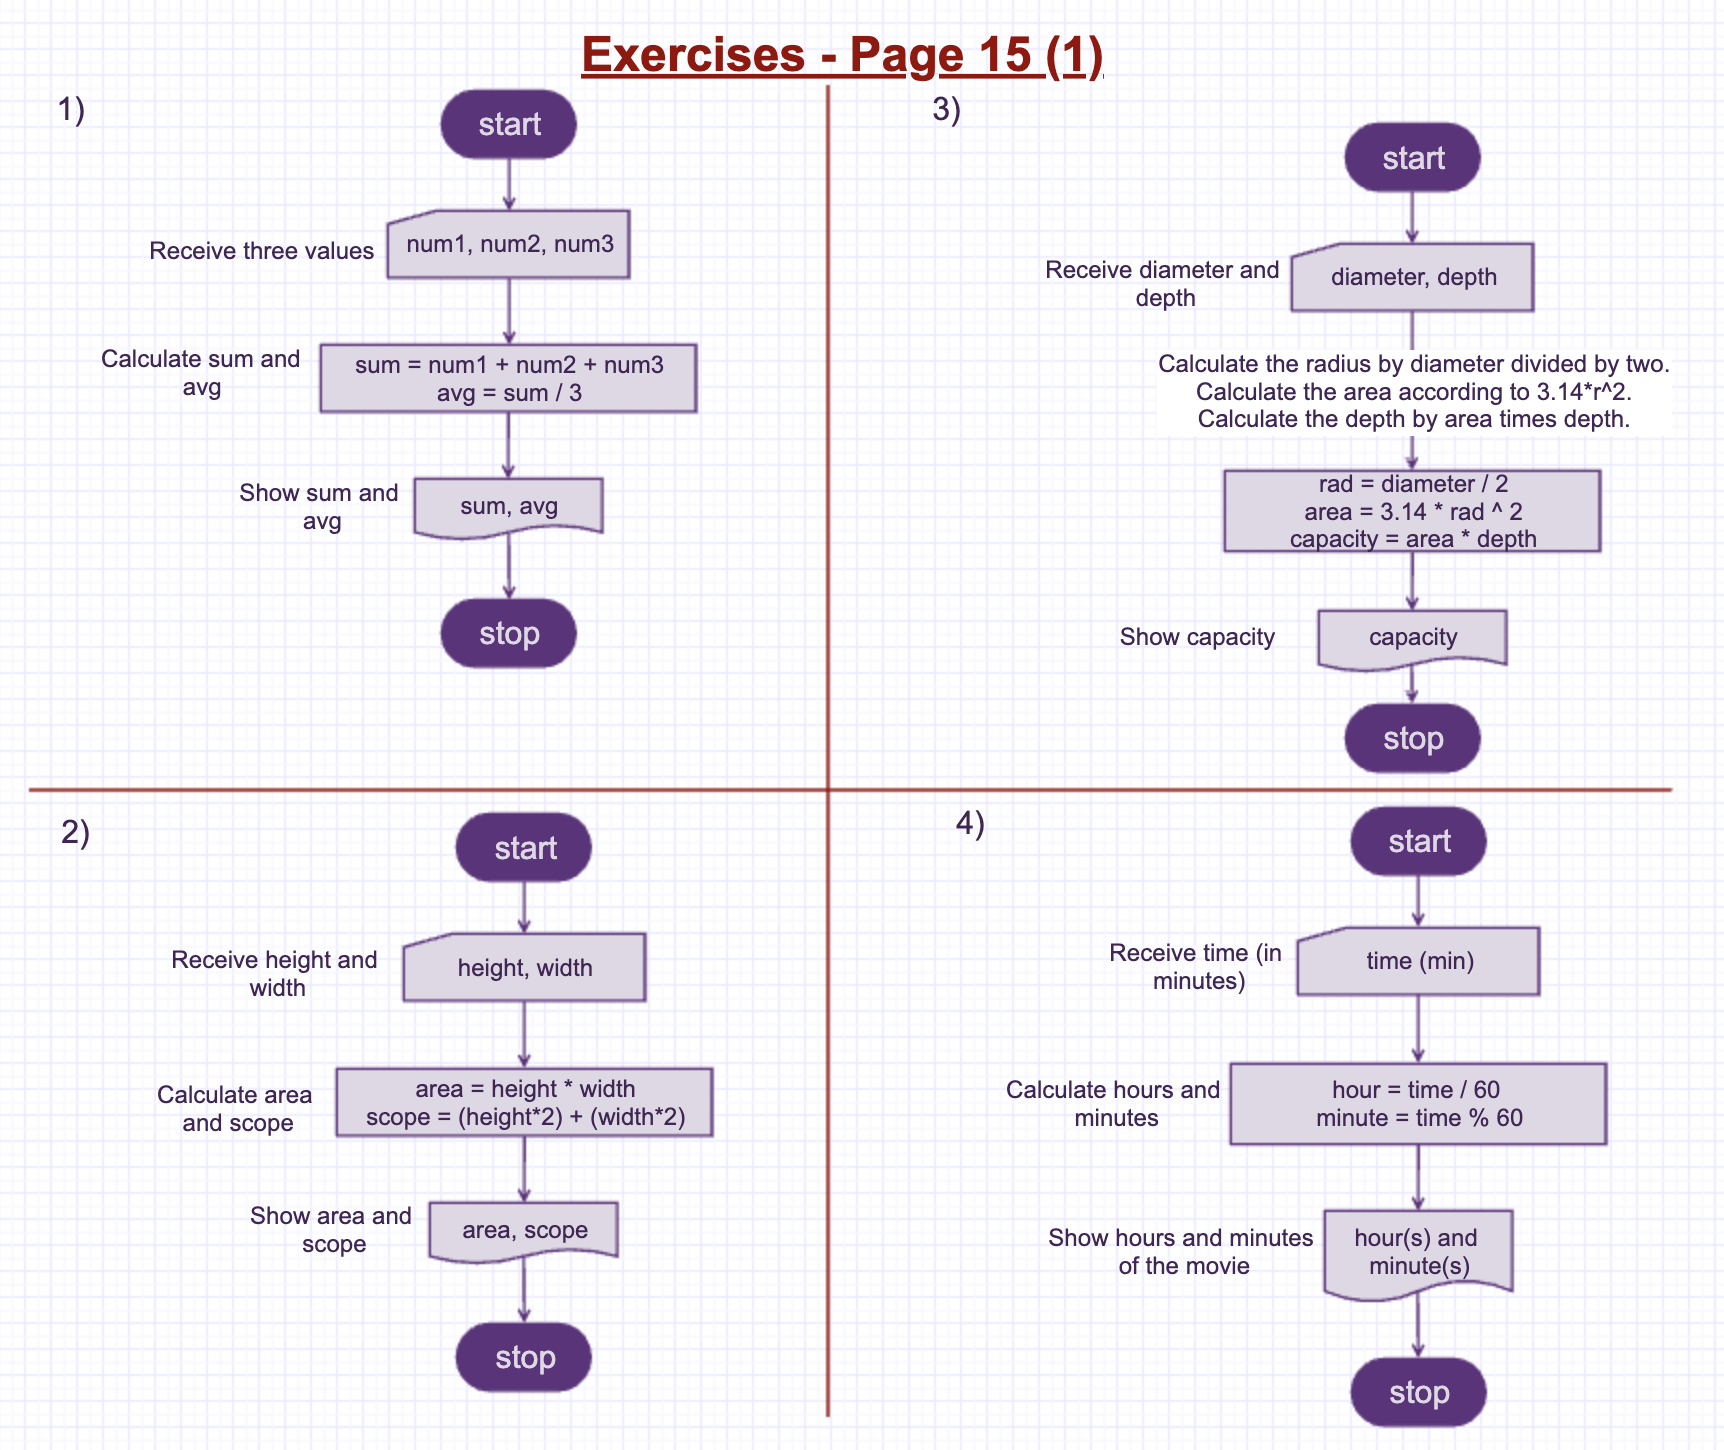 Exercises - Page 15 (1)
1)
start
Receive three values
num1, num2, num3
Calculate sum and
avg
sum = num1 + num2 + num3
avg = sum / 3
Show sum and
avg
sum, avg
stop
2)
start
Receive height and
width
height, width
Calculate area
and scope
area = height * width
scope = (height*2) + (width*2)
Show area and
scope
area, scope
stop
3)
start
Receive diameter and
depth
diameter, depth
Calculate the radius by diameter divided by two.
Calculate the area according to 3.14*r^2.
Calculate the depth by area times depth.
rad = diameter / 2
area = 3.14 * rad ^ 2
capacity = area * depth
Show capacity
capacity
stop
4)
start
Receive time (in
minutes)
time (min)
Calculate hours and
minutes
hour = time / 60
minute = time % 60
Show hours and minutes
of the movie
hour(s) and
minute(s)
stop